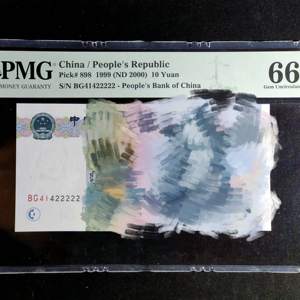 PMG
MONEY GUARANTY
China / People's Republic
Pick# 898 1999 (ND 2000) 10 Yuan
S/N BG41422222 - People's Bank of China
66
Gem Uncirculated
中
BG41422222